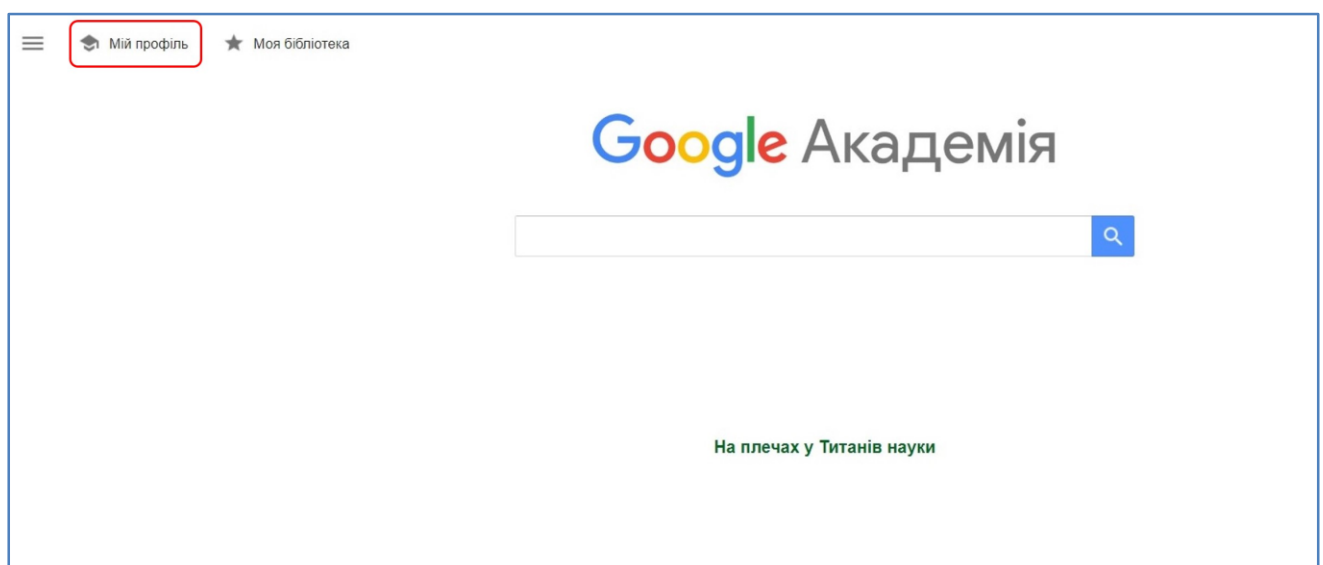 Мій профіль Моя бібліотека
Google Академія
На плечах у Титанів науки